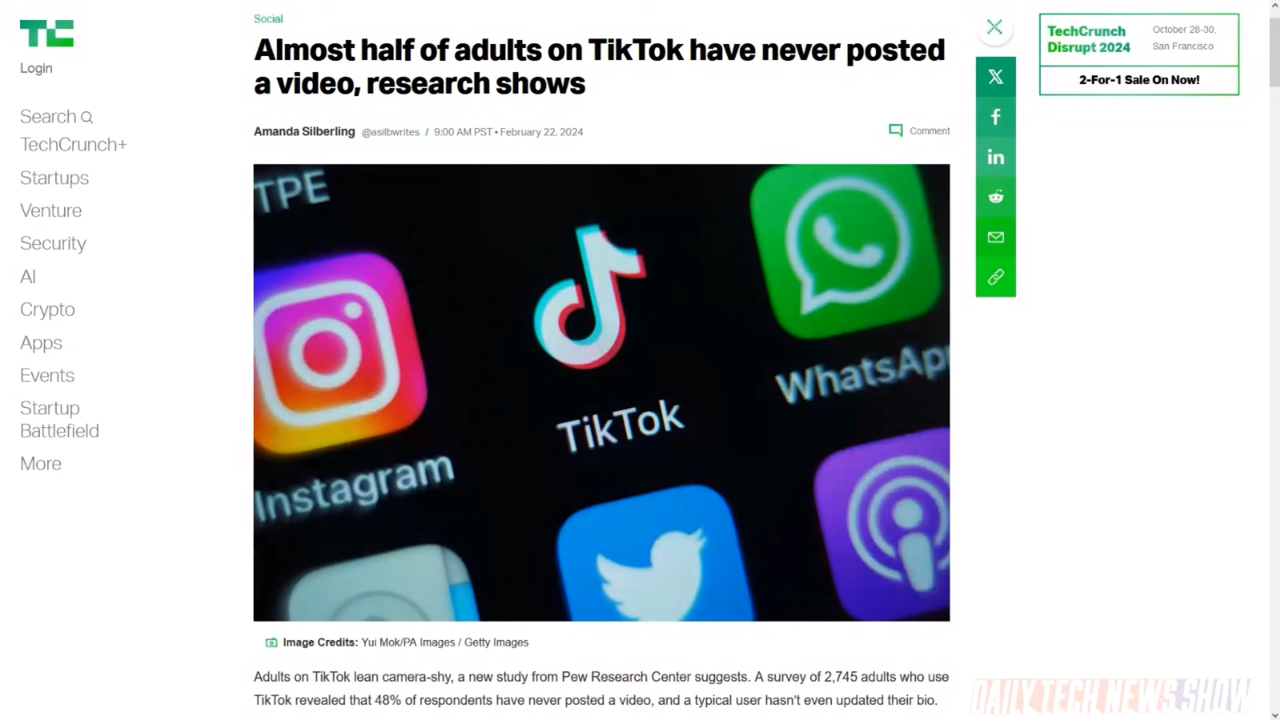 TC
Login
Search
TechCrunch+
Startups
Venture
Security
AI
Crypto
Apps
Events
Startup
Battlefield
More
Social
Almost half of adults on TikTok have never posted
a video, research shows
Amanda Silberling @asilbwrites / 9:00 AM PST • February 22, 2024
Comment
TPE
Instagram
TikTok
WhatsApp
Image Credits: Yui Mok/PA Images / Getty Images
Adults on TikTok lean camera-shy, a new study from Pew Research Center suggests. A survey of 2,745 adults who use
TikTok revealed that 48% of respondents have never posted a video, and a typical user hasn't even updated their bio.
X
f
in
TechCrunch
Disrupt 2024
October 28-30,
San Francisco
2-For-1 Sale On Now!
DAILY TECH NEWS SHOW